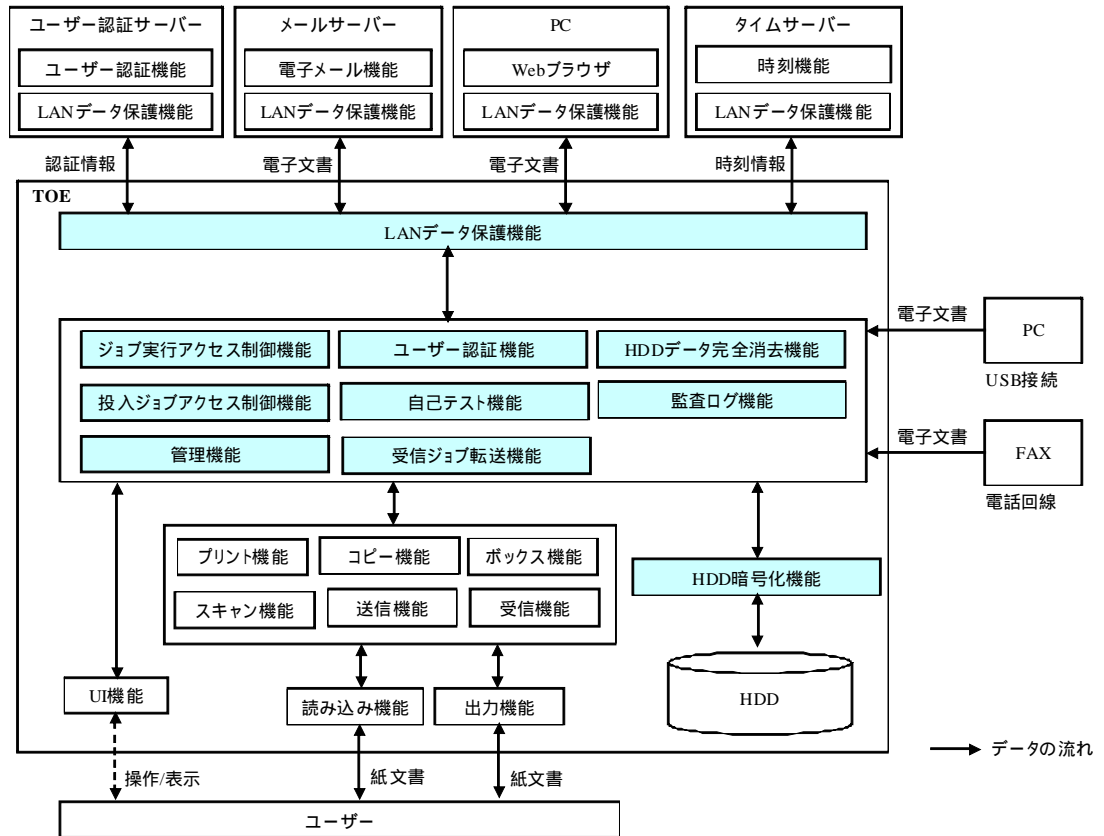 ユーザー認証サーバー
ユーザー認証機能
LANデータ保護機能
メールサーバー
電子メール機能
LANデータ保護機能
PC
Webブラウザ
LANデータ保護機能
タイムサーバー
時刻機能
LANデータ保護機能
認証情報
電子文書
電子文書
時刻情報
TOE
LANデータ保護機能
ジョブ実行アクセス制御機能
ユーザー認証機能
HDDデータ完全消去機能
投入ジョブアクセス制御機能
自己テスト機能
監査ログ機能
管理機能
受信ジョブ転送機能
電子文書
PC
USB接続
電子文書
FAX
電話回線
プリント機能
コピー機能
ボックス機能
スキャン機能
送信機能
受信機能
HDD暗号化機能
HDD
UI機能
読み込み機能
出力機能
データの流れ
操作/表示
紙文書
紙文書
ユーザー